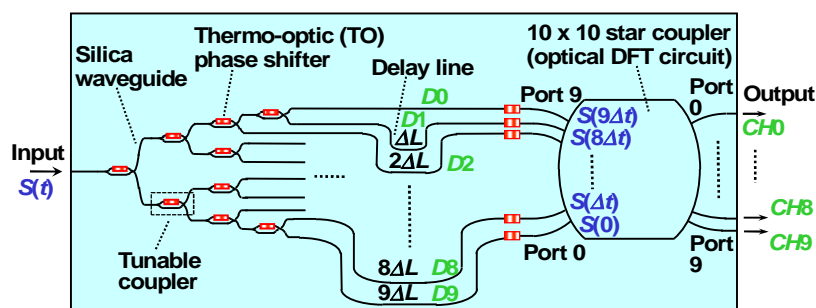 Silica
waveguide
Thermo-optic (TO)
phase shifter
Delay line
10 x 10 star coupler
(optical DFT circuit)
Input
S(t)
Tunable
coupler
D0
D1
ΔL
2ΔL
D2
8ΔL
D8
9ΔL
D9
Port 9
S(9Δt)
S(8Δt)
S(Δt)
S(0)
Port 0
Port
0
Output
CH0
CH8
CH9
Port
9